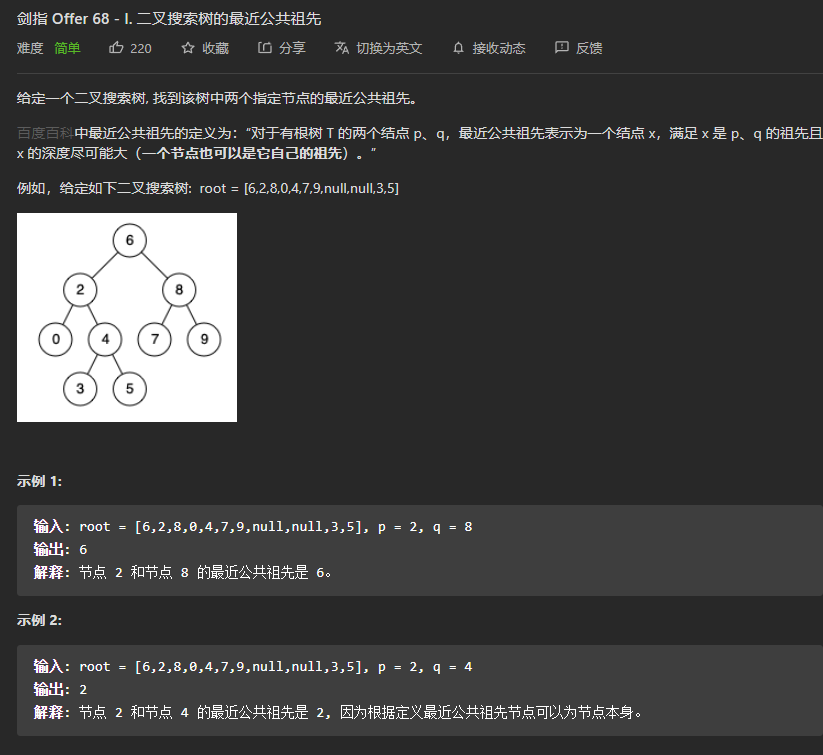 剑指 Offer 68 - I. 二叉搜索树的最近公共祖先
难度 简单 220 收藏 分享 切换为英文 接收动态 反馈
给定一个二叉搜索树, 找到该树中两个指定节点的最近公共祖先。
百度百科中最近公共祖先的定义为：“对于有根树 T 的两个结点 p、q，最近公共祖先表示为一个结点 x，满足 x 是 p、q 的祖先且
x 的深度尽可能大（一个节点也可以是它自己的祖先）。”
例如，给定如下二叉搜索树: root = [6,2,8,0,4,7,9,null,null,3,5]
6
2 8
0 4 7 9
3 5
示例 1:
输入: root = [6,2,8,0,4,7,9,null,null,3,5], p = 2, q = 8
输出: 6
解释: 节点 2 和节点 8 的最近公共祖先是 6。
示例 2:
输入: root = [6,2,8,0,4,7,9,null,null,3,5], p = 2, q = 4
输出: 2
解释: 节点 2 和节点 4 的最近公共祖先是 2, 因为根据定义最近公共祖先节点可以为节点本身。